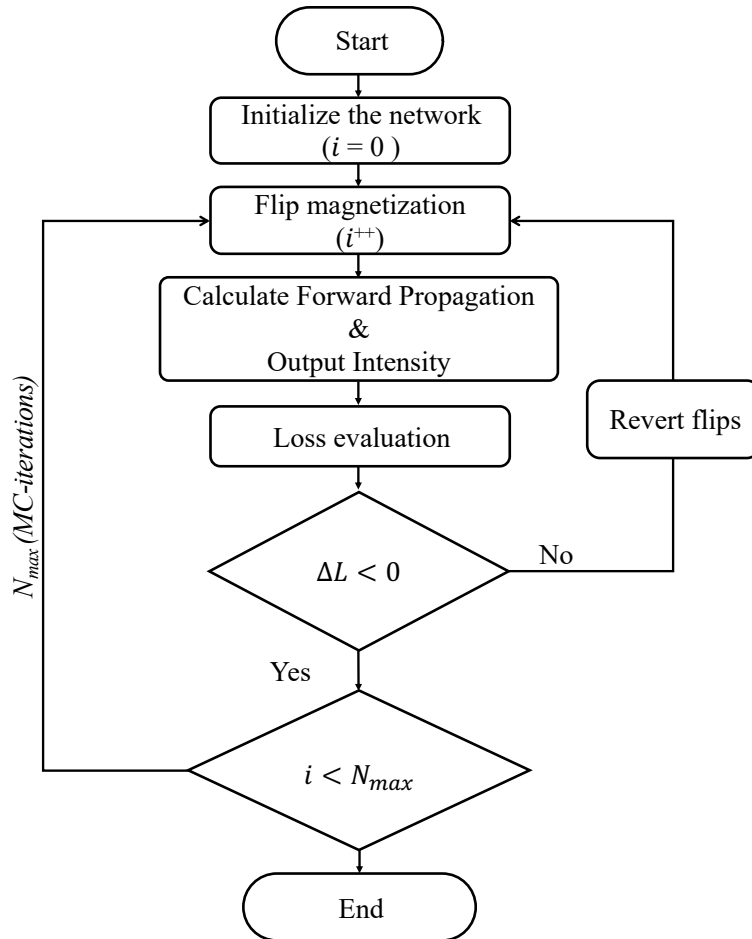 Start
Initialize the network
(i = 0 )
Flip magnetization
(i⁺⁺)
Calculate Forward Propagation
&
Output Intensity
Loss evaluation
Revert flips
N_max (MC-iterations)
ΔL < 0
No
Yes
i < N_max
End